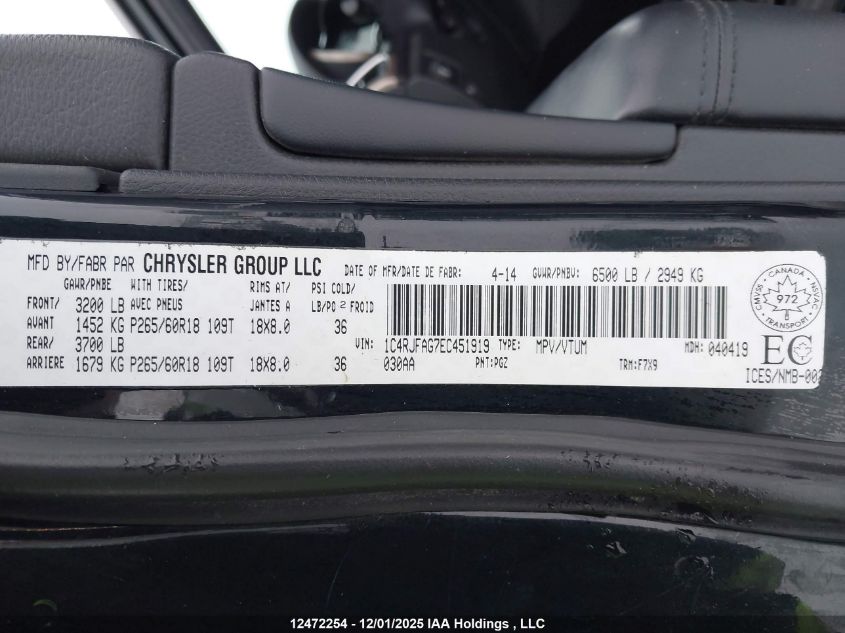 MFD BY/FABR PAR CHRYSLER GROUP LLC DATE OF MFR/DATE DE FABR: 4-14 GVWR/PNBV: 6500 LB / 2949 KG
GAWR/PNBE WITH TIRES/ RIMS AT/ PSI COLD/
FRONT/ 3200 LB AVEC PNEUS JANTES A LB/PO 2 FROID
AVANT 1452 KG P265/60R18 109T 18X8.0 36
REAR/ 3700 LB
ARRIERE 1679 KG P265/60R18 109T 18X8.0 36
VIN: 1C4RJFAG7EC451919 TYPE: MPV/VTUM MDH: 040419
030AA PNT:PGZ TRM:F7X9
CMVSS CANADA NSVAC
972
TRANSPORT
EC
ICES/NMB-002
12472254 - 12/01/2025 IAA Holdings , LLC